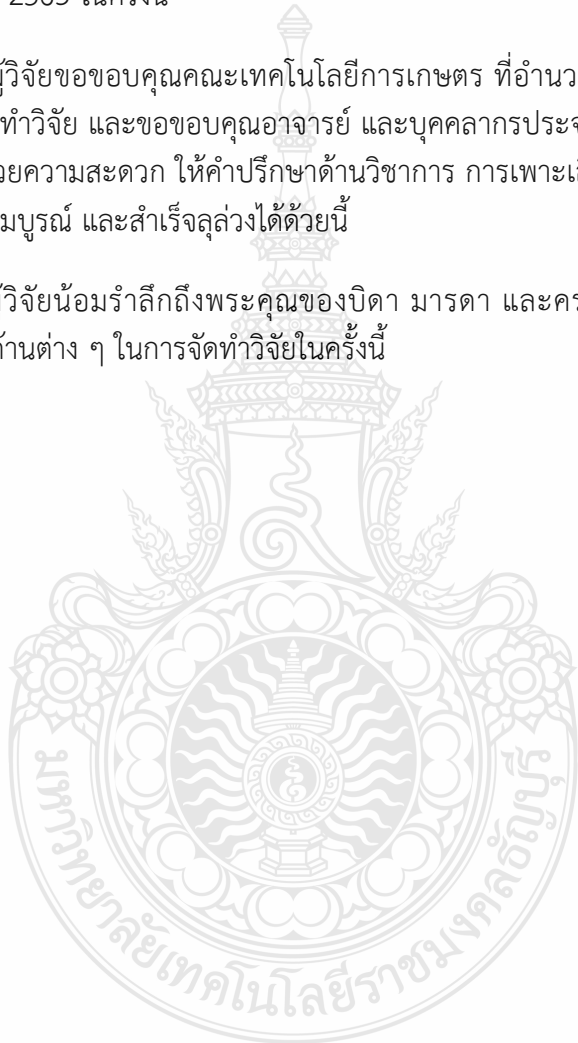 2565 ในครั้งนี้
ผู้วิจัยขอขอบคุณคณะเทคโนโลยีการเกษตร ที่อำนว
ทำวิจัย และขอขอบคุณอาจารย์ และบุคคลากรประจ
วยความสะดวก ให้คำปรึกษาด้านวิชาการ การเพาะเ
มบูรณ์ และสำเร็จลุล่วงได้ด้วยนี้
ผู้วิจัยน้อมรำลึกถึงพระคุณของบิดา มารดา และคร
ด้านต่าง ๆ ในการจัดทำวิจัยในครั้งนี้
มหาวิทยาลัยเทคโนโลยีราชมงคลธัญบุรี